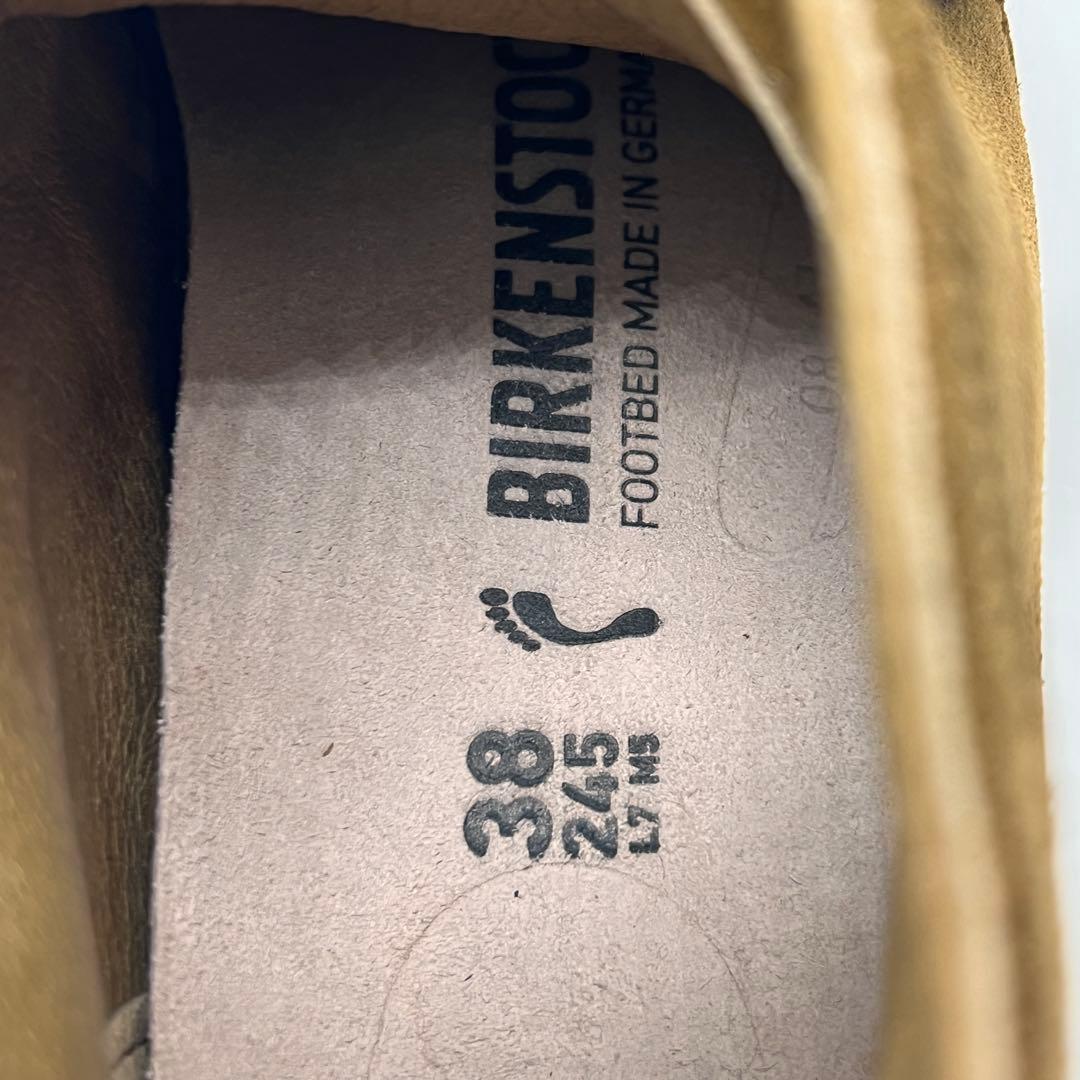 BIRKENSTOC
FOOTBED MADE IN GERMA
38
245
L7 M5